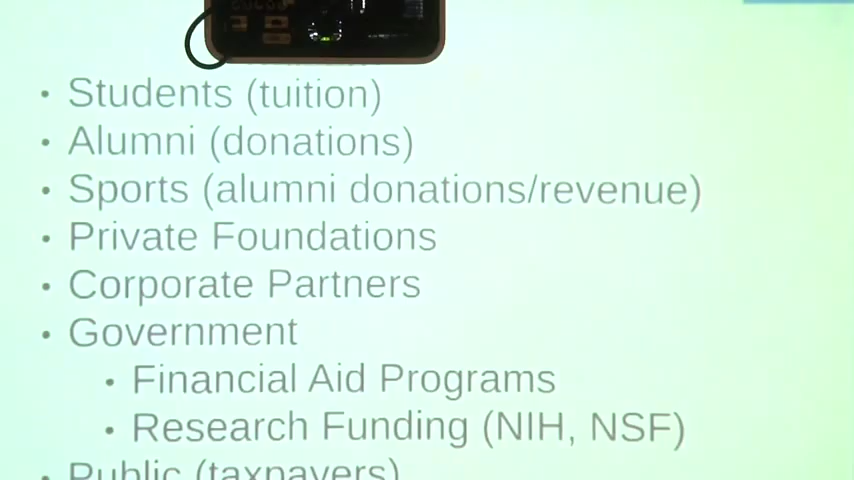 • Students (tuition)
• Alumni (donations)
• Sports (alumni donations/revenue)
• Private Foundations
• Corporate Partners
• Government
• Financial Aid Programs
• Research Funding (NIH, NSF)
• Public (taxpayers)